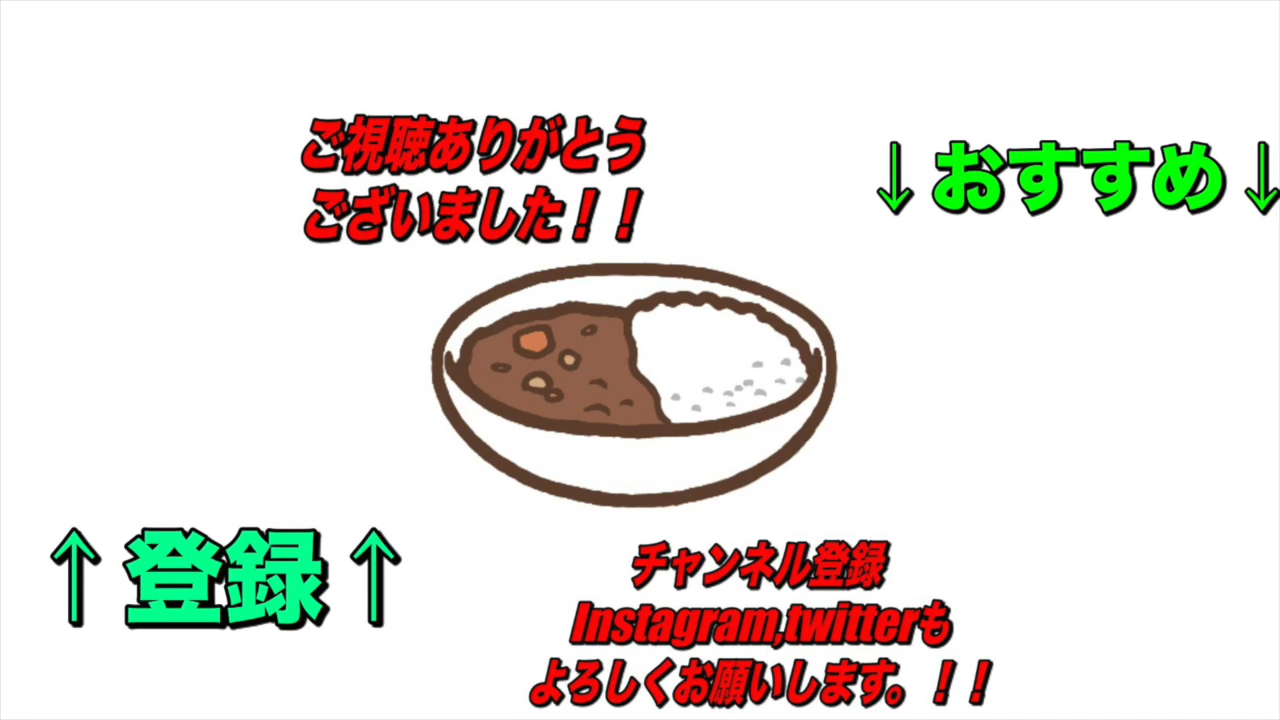 ご視聴ありがとう
ございました！！
↓おすすめ↓
↑登録↑
チャンネル登録
Instagram,twitterも
よろしくお願いします。！！